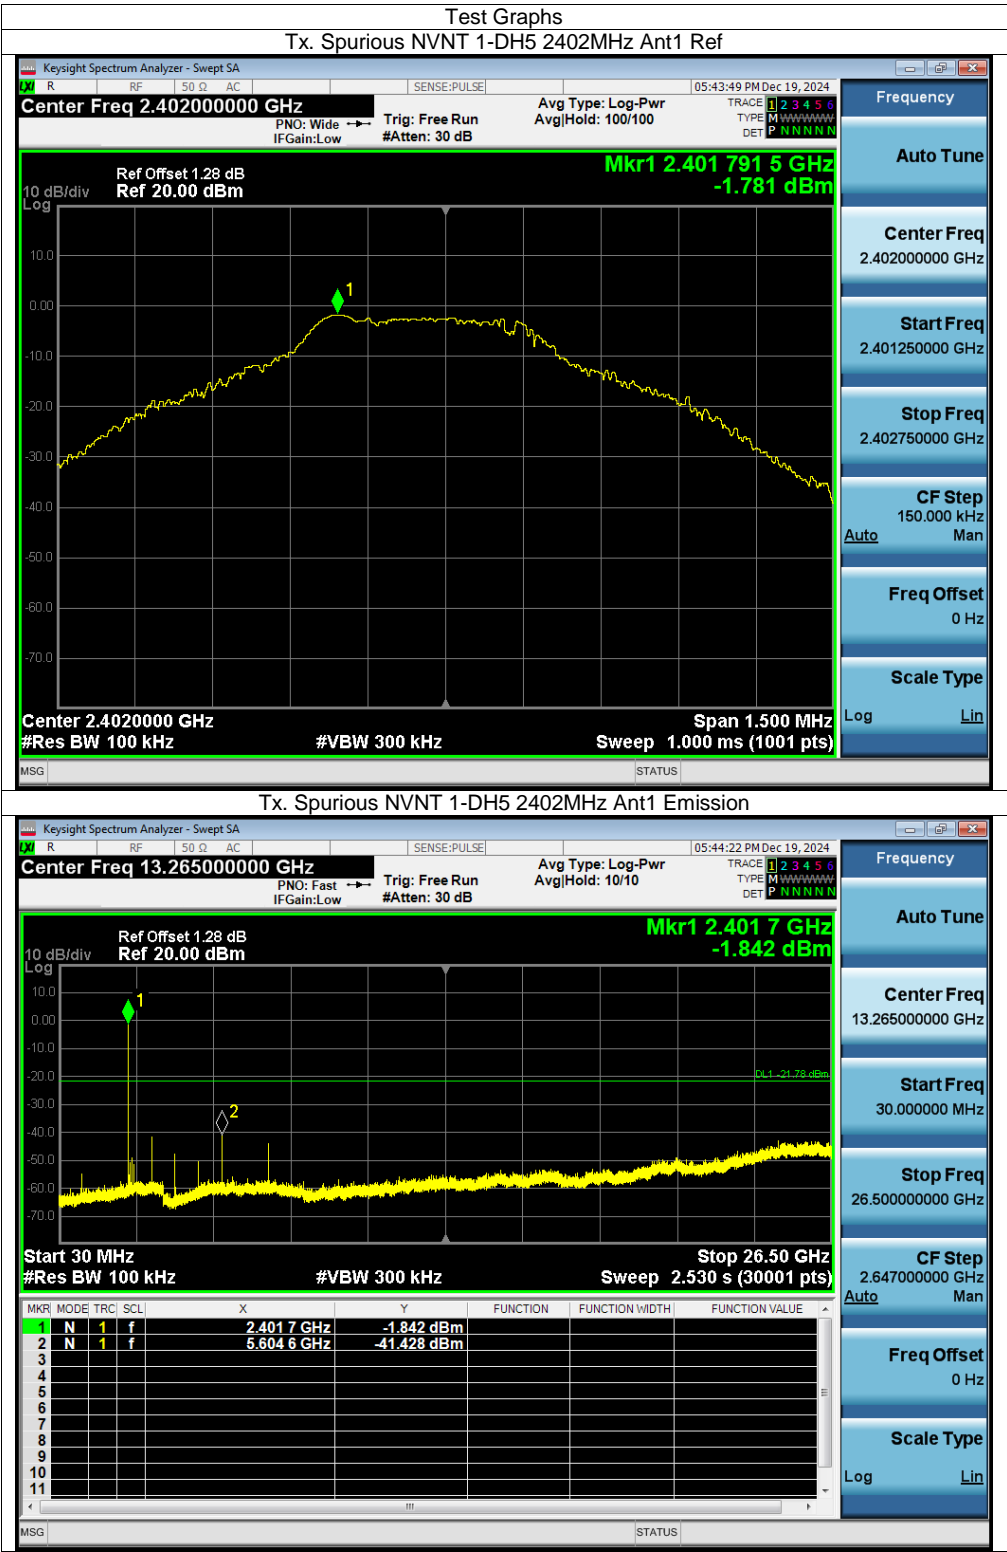 Test Graphs
Tx. Spurious NVNT 1-DH5 2402MHz Ant1 Ref
Keysight Spectrum Analyzer - Swept SA
LXI R RF 50 Ω AC SENSE:PULSE 05:43:49 PM Dec 19, 2024
Center Freq 2.402000000 GHz
PNO: Wide
IFGain:Low
Trig: Free Run
#Atten: 30 dB
Avg Type: Log-Pwr
Avg|Hold: 100/100
TRACE 1 2 3 4 5 6
TYPE M WWWWW
DET P N N N N N
Ref Offset 1.28 dB
10 dB/div Ref 20.00 dBm
Log
Mkr1 2.401 791 5 GHz
-1.781 dBm
1
10.0
0.00
-10.0
-20.0
-30.0
-40.0
-50.0
-60.0
-70.0
Center 2.4020000 GHz Span 1.500 MHz
#Res BW 100 kHz #VBW 300 kHz Sweep 1.000 ms (1001 pts)
MSG STATUS
Frequency
Auto Tune
Center Freq
2.402000000 GHz
Start Freq
2.401250000 GHz
Stop Freq
2.402750000 GHz
CF Step
150.000 kHz
Auto Man
Freq Offset
0 Hz
Scale Type
Log Lin
Tx. Spurious NVNT 1-DH5 2402MHz Ant1 Emission
Keysight Spectrum Analyzer - Swept SA
LXI R RF 50 Ω AC SENSE:PULSE 05:44:22 PM Dec 19, 2024
Center Freq 13.265000000 GHz
PNO: Fast
IFGain:Low
Trig: Free Run
#Atten: 30 dB
Avg Type: Log-Pwr
Avg|Hold: 10/10
TRACE 1 2 3 4 5 6
TYPE M WWWWW
DET P N N N N N
Ref Offset 1.28 dB
10 dB/div Ref 20.00 dBm
Log
Mkr1 2.401 7 GHz
-1.842 dBm
1
2
DL1 -21.78 dBm
10.0
0.00
-10.0
-20.0
-30.0
-40.0
-50.0
-60.0
-70.0
Start 30 MHz Stop 26.50 GHz
#Res BW 100 kHz #VBW 300 kHz Sweep 2.530 s (30001 pts)
MKR MODE TRC SCL X Y FUNCTION FUNCTION WIDTH FUNCTION VALUE
1 N 1 f 2.401 7 GHz -1.842 dBm
2 N 1 f 5.604 6 GHz -41.428 dBm
3
4
5
6
7
8
9
10
11
MSG STATUS
Frequency
Auto Tune
Center Freq
13.265000000 GHz
Start Freq
30.000000 MHz
Stop Freq
26.500000000 GHz
CF Step
2.647000000 GHz
Auto Man
Freq Offset
0 Hz
Scale Type
Log Lin